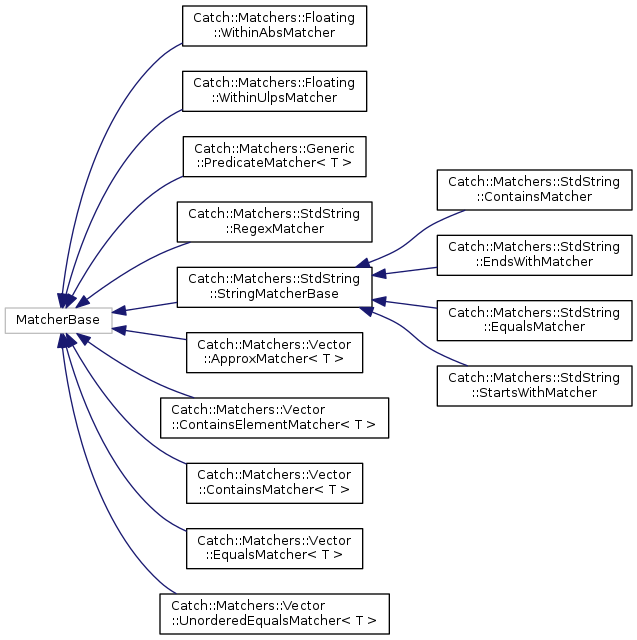 Catch::Matchers::Floating
::WithinAbsMatcher
Catch::Matchers::Floating
::WithinUlpsMatcher
Catch::Matchers::Generic
::PredicateMatcher< T >
Catch::Matchers::StdString
::RegexMatcher
Catch::Matchers::StdString
::StringMatcherBase
MatcherBase
Catch::Matchers::Vector
::ApproxMatcher< T >
Catch::Matchers::Vector
::ContainsElementMatcher< T >
Catch::Matchers::Vector
::ContainsMatcher< T >
Catch::Matchers::Vector
::EqualsMatcher< T >
Catch::Matchers::Vector
::UnorderedEqualsMatcher< T >
Catch::Matchers::StdString
::ContainsMatcher
Catch::Matchers::StdString
::EndsWithMatcher
Catch::Matchers::StdString
::EqualsMatcher
Catch::Matchers::StdString
::StartsWithMatcher